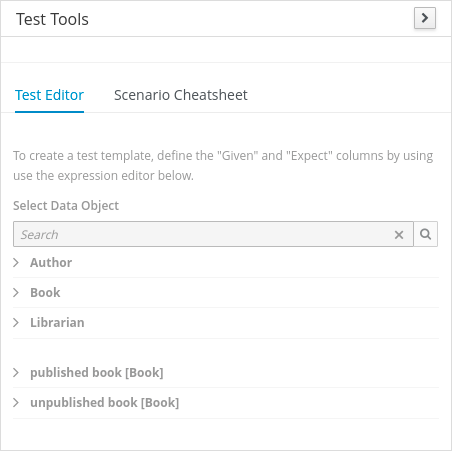 Test Tools
Test Editor
Scenario Cheatsheet
To create a test template, define the "Given" and "Expect" columns by using
use the expression editor below.
Select Data Object
Search
Author
Book
Librarian
published book [Book]
unpublished book [Book]